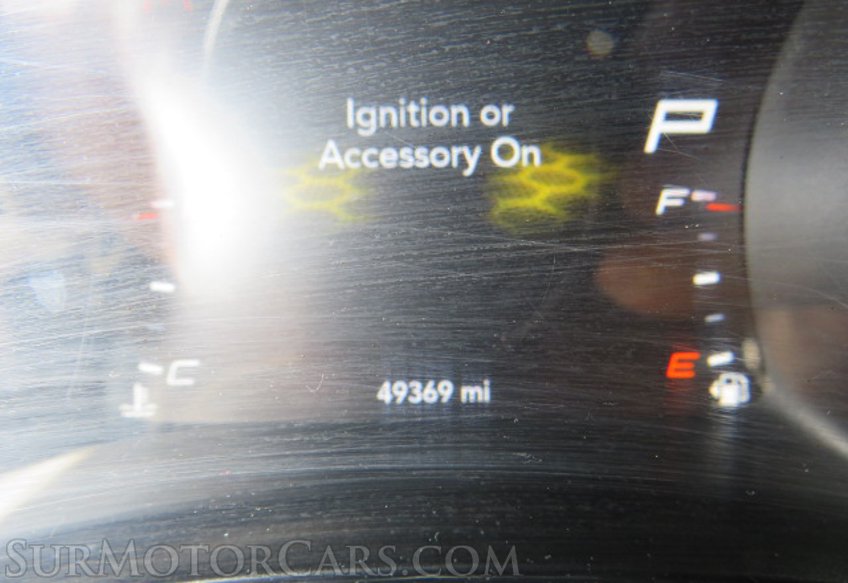 Ignition or
Accessory On
P
F
E
C
49369 mi
SurMotorCars.com